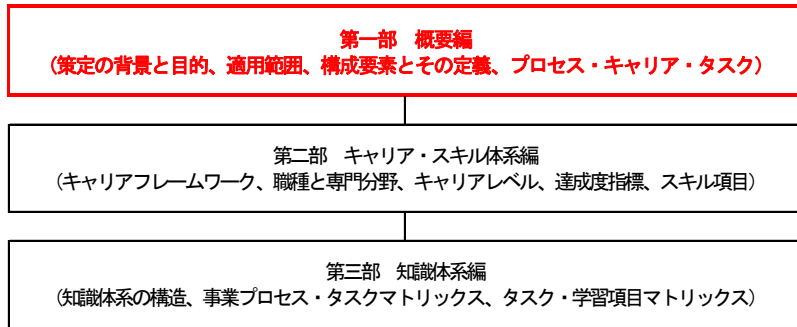 第一部　概要編
（策定の背景と目的、適用範囲、構成要素とその定義、プロセス・キャリア・タスク）
第二部　キャリア・スキル体系編
（キャリアフレームワーク、職種と専門分野、キャリアレベル、達成度指標、スキル項目）
第三部　知識体系編
（知識体系の構造、事業プロセス・タスクマトリックス、タスク・学習項目マトリックス）